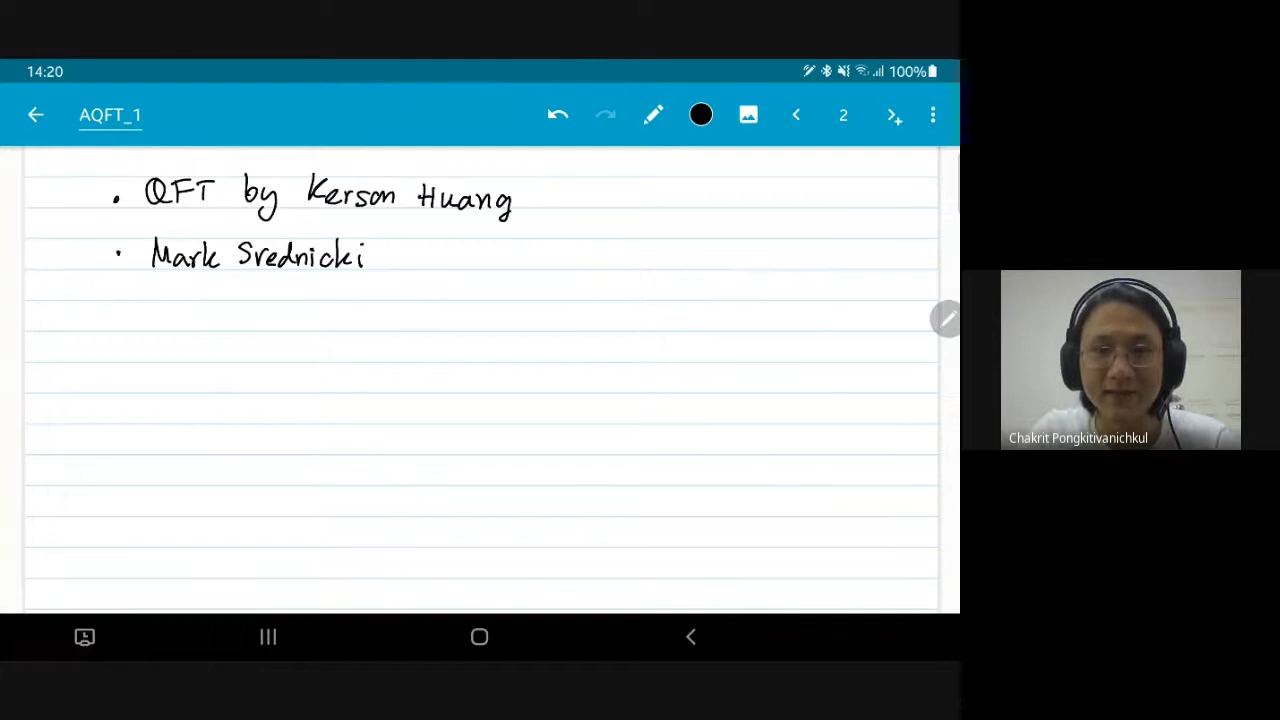 14:20
100%
AQFT_1
2
• QFT by Kerson Huang
• Mark Srednicki
Chakrit Pongkitivanichkul